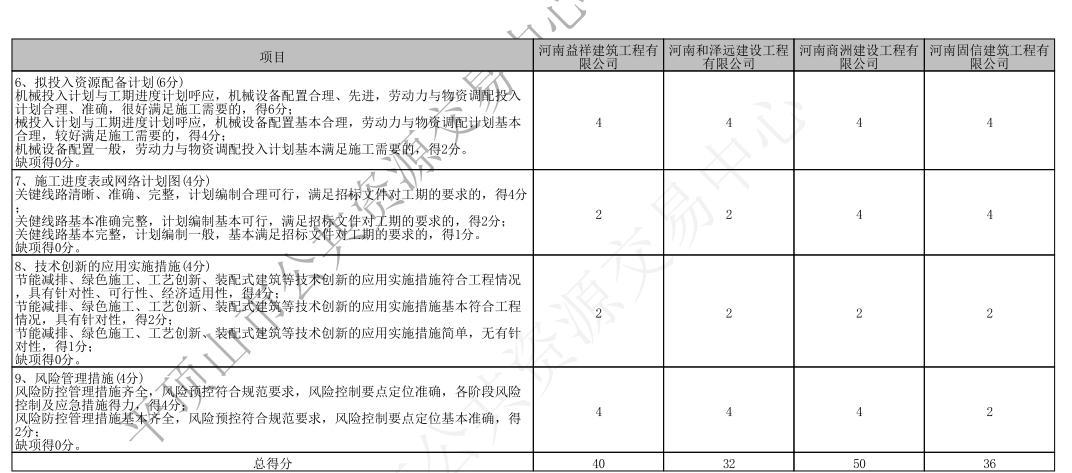 项目
河南益祥建筑工程有限公司
河南和泽远建设工程有限公司
河南商洲建设工程有限公司
河南固信建筑工程有限公司
6、拟投入资源配备计划(6分)
机械投入计划与工期进度计划呼应，机械设备配置合理、先进，劳动力与物资调配投入
计划合理、准确，很好满足施工需要的，得6分；
械投入计划与工期进度计划呼应，机械设备配置基本合理，劳动力与物资调配计划基本
合理，较好满足施工需要的，得4分；
机械设备配置一般，劳动力与物资调配投入计划基本满足施工需要的，得2分。
缺项得0分。
4 4 4 4
7、施工进度表或网络计划图(4分)
关键线路清晰、准确、完整，计划编制合理可行，满足招标文件对工期的要求的，得4分
；
关健线路基本准确完整，计划编制基本可行，满足招标文件对工期的要求的，得2分；
关健线路基本完整，计划编制一般，基本满足招标文件对工期的要求的，得1分。
缺项得0分。
2 2 4 4
8、技术创新的应用实施措施(4分)
节能减排、绿色施工、工艺创新、装配式建筑等技术创新的应用实施措施符合工程情况
，具有针对性、可行性、经济适用性，得4分；
节能减排、绿色施工、工艺创新、装配式建筑等技术创新的应用实施措施基本符合工程
情况，具有针对性，得2分；
节能减排、绿色施工、工艺创新、装配式建筑等技术创新的应用实施措施简单，无有针
对性，得1分；
缺项得0分。
2 2 2 2
9、风险管理措施(4分)
风险防控管理措施齐全，风险预控符合规范要求，风险控制要点定位准确，各阶段风险
控制及应急措施得力，得4分；
风险防控管理措施基本齐全，风险预控符合规范要求，风险控制要点定位基本准确，得
2分；
缺项得0分。
4 4 4 2
总得分 40 32 50 36
平顶山市公共资源交易中心
公共资源交易中心